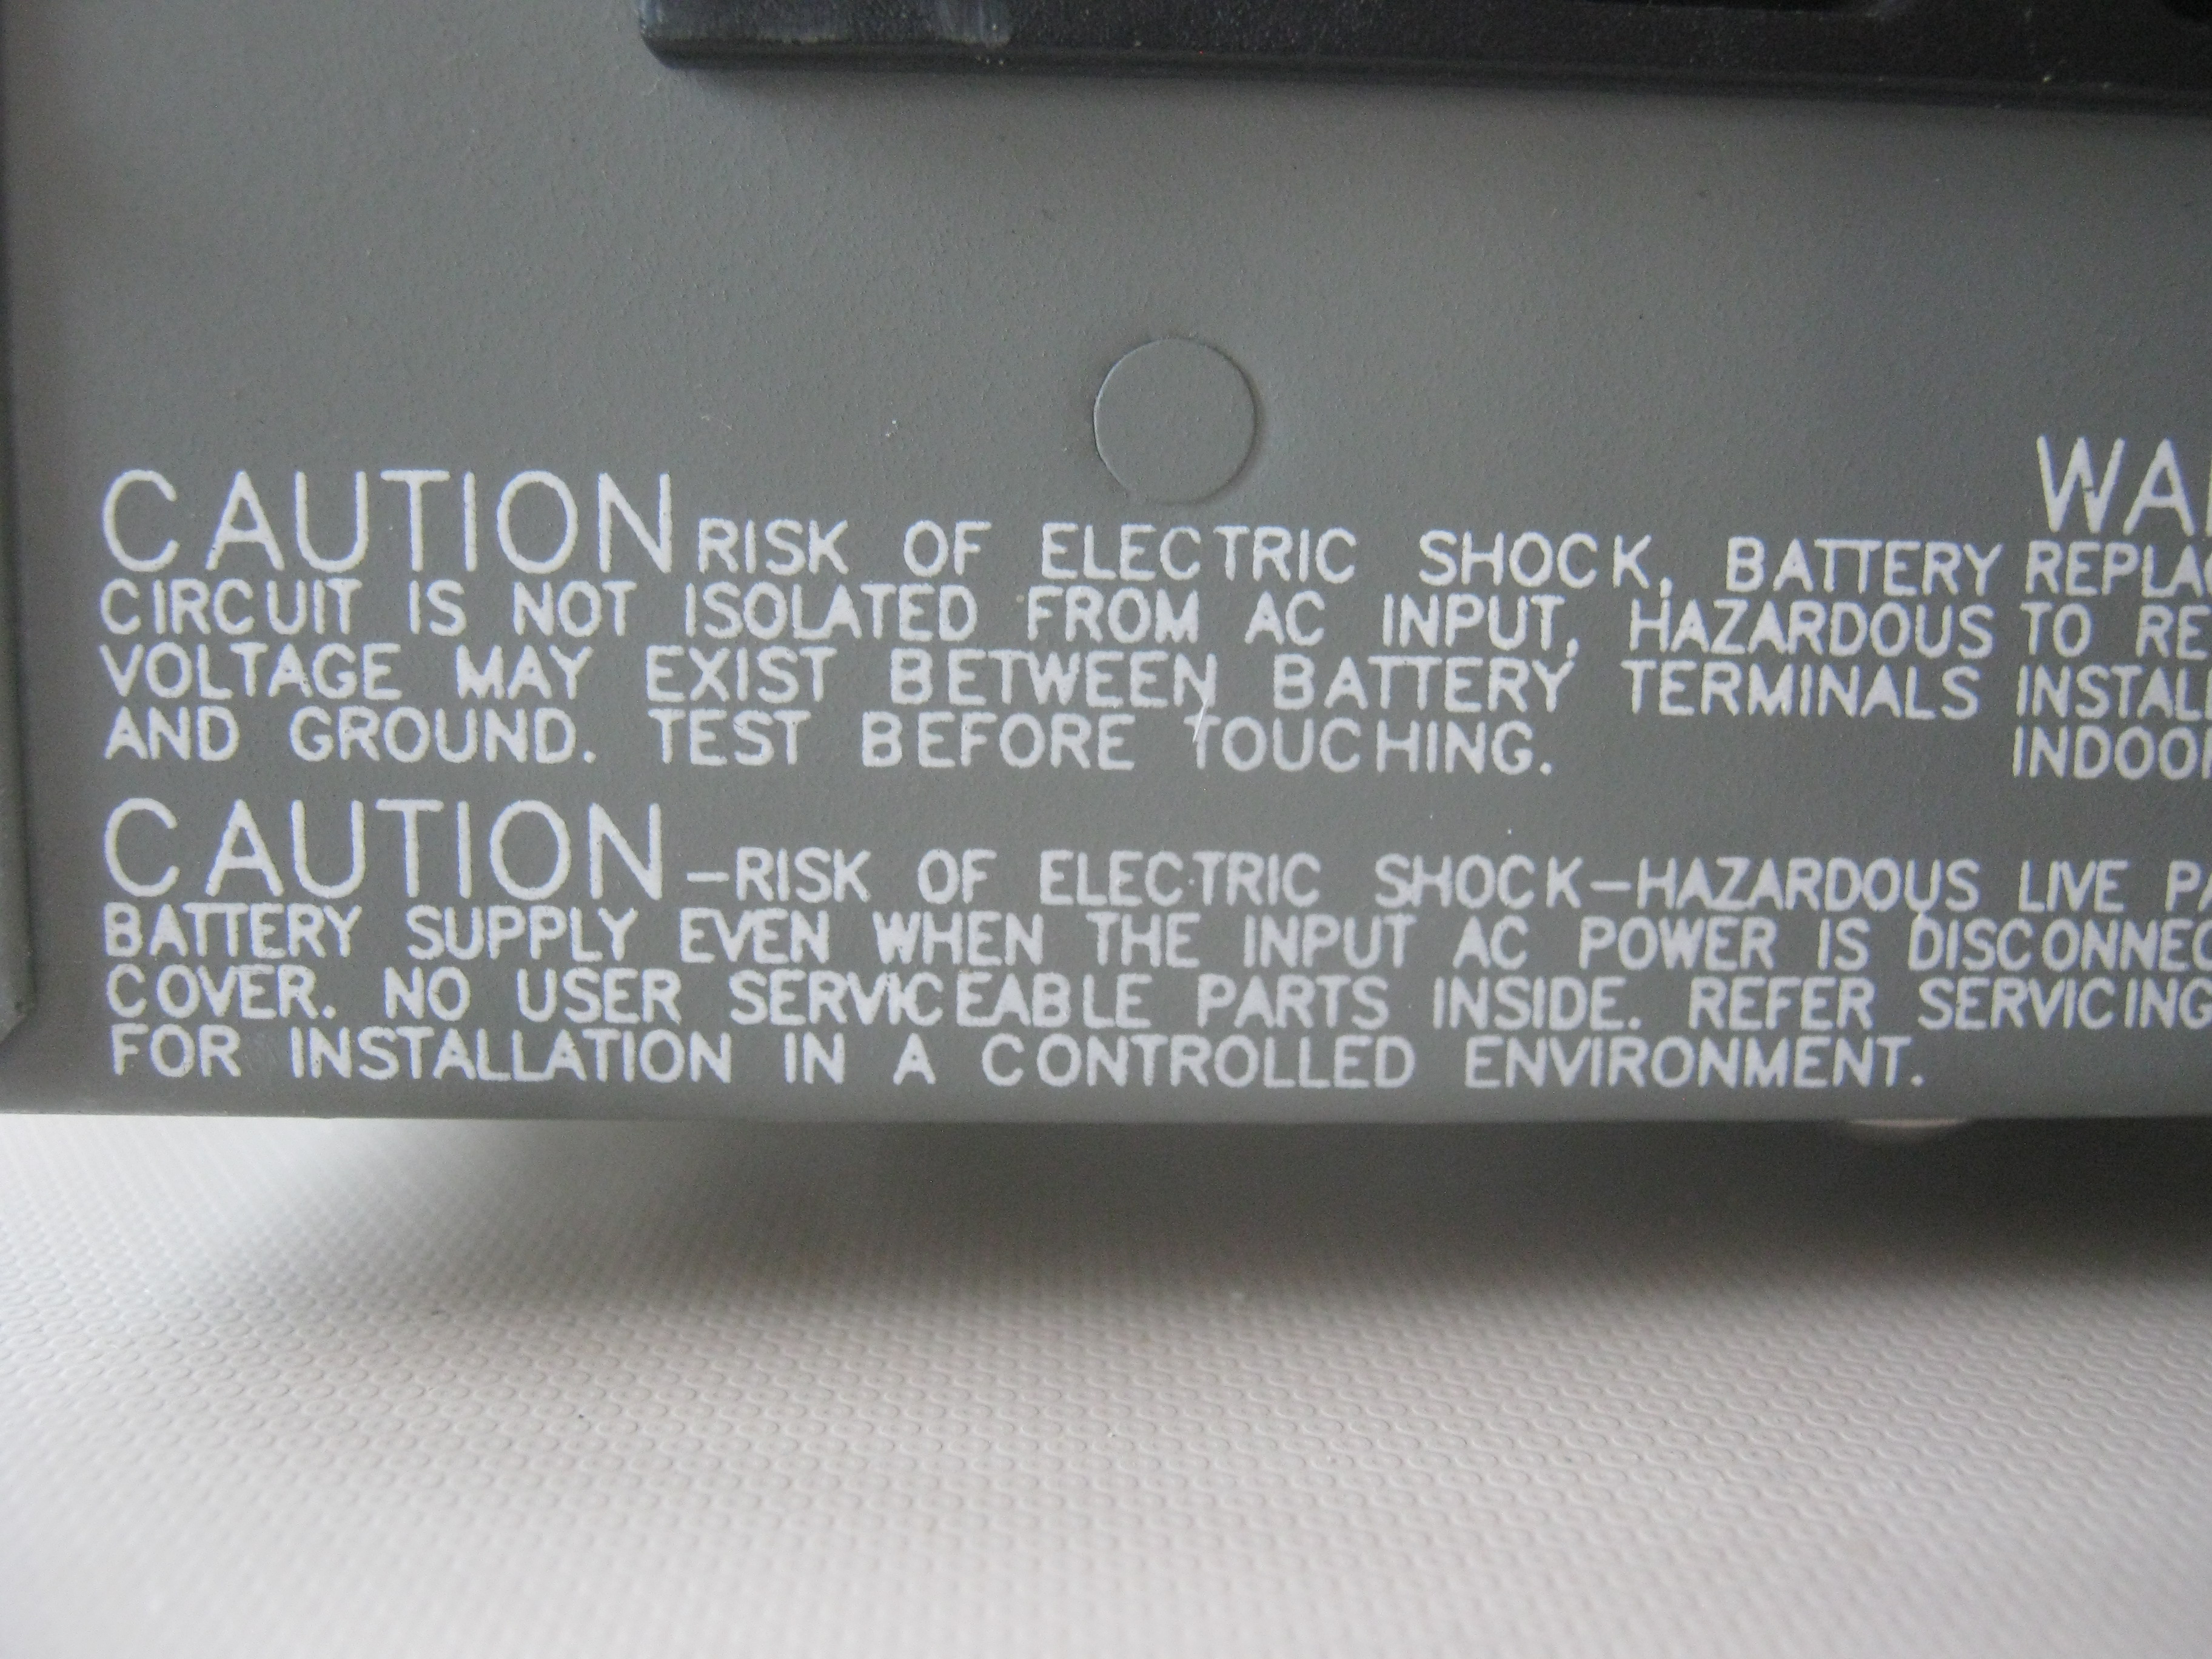 CAUTION RISK OF ELECTRIC SHOCK, BATTERY
CIRCUIT IS NOT ISOLATED FROM AC INPUT, HAZARDOUS
VOLTAGE MAY EXIST BETWEEN BATTERY TERMINALS
AND GROUND. TEST BEFORE TOUCHING.
TO
CAUTION –RISK OF ELECTRIC SHOCK–HAZARDOUS LIVE
BATTERY SUPPLY EVEN WHEN THE INPUT AC POWER IS
COVER. NO USER SERVICEABLE PARTS INSIDE. REFER SERVICING
FOR INSTALLATION IN A CONTROLLED ENVIRONMENT.